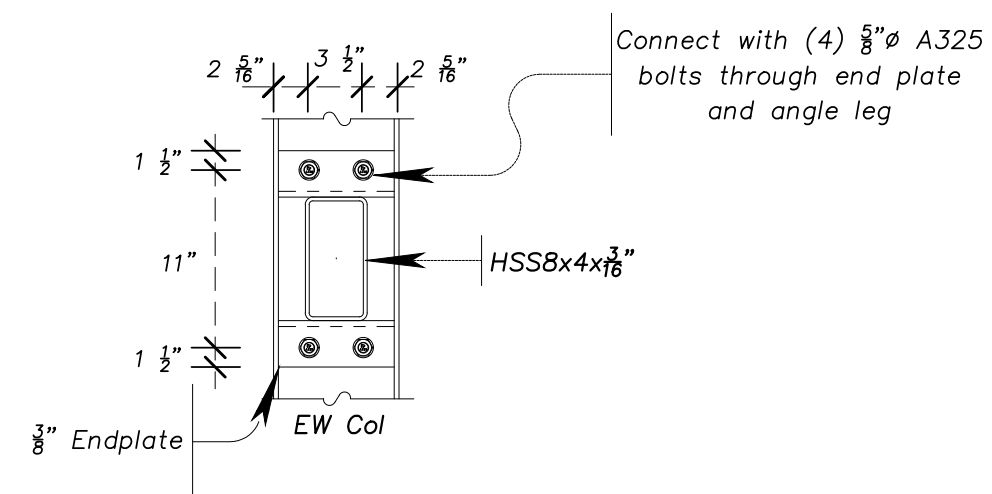 2 5/16" 3 1/2" 2 5/16"
Connect with (4) 5/8"ø A325
bolts through end plate
and angle leg
1 1/2"
11"
HSS8x4x3/16"
1 1/2"
3/8" Endplate
EW Col